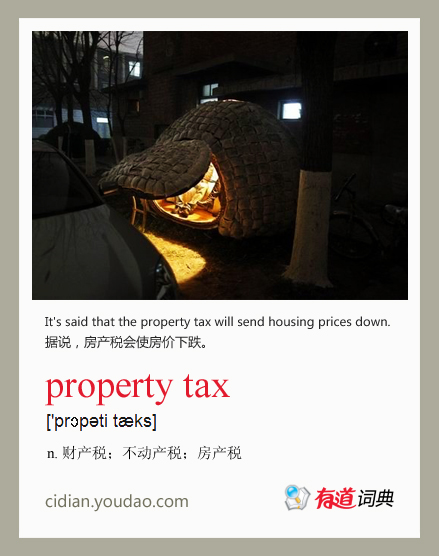 It's said that the property tax will send housing prices down.
据说，房产税会使房价下跌。
property tax
['prɔpəti tæks]
n. 财产税；不动产税；房产税
cidian.youdao.com
有道词典